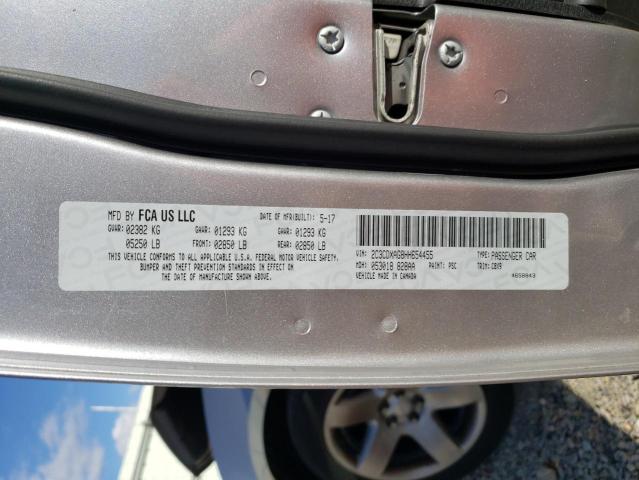 MFD BY FCA US LLC DATE OF MFR(BUILT): 5-17
GVWR: 02382 KG GAWR: 01293 KG GAWR: 01293 KG
05250 LB FRONT: 02850 LB REAR: 02850 LB
THIS VEHICLE CONFORMS TO ALL APPLICABLE U.S.A. FEDERAL MOTOR VEHICLE SAFETY,
BUMPER AND THEFT PREVENTION STANDARDS IN EFFECT ON
THE DATE OF MANUFACTURE SHOWN ABOVE.
VIN: 2C3CDXAG8HH654455 TYPE: PASSENGER CAR
MDH: 053018 828AA PAINT: PSC TRIM: CBX9
VEHICLE MADE IN CANADA